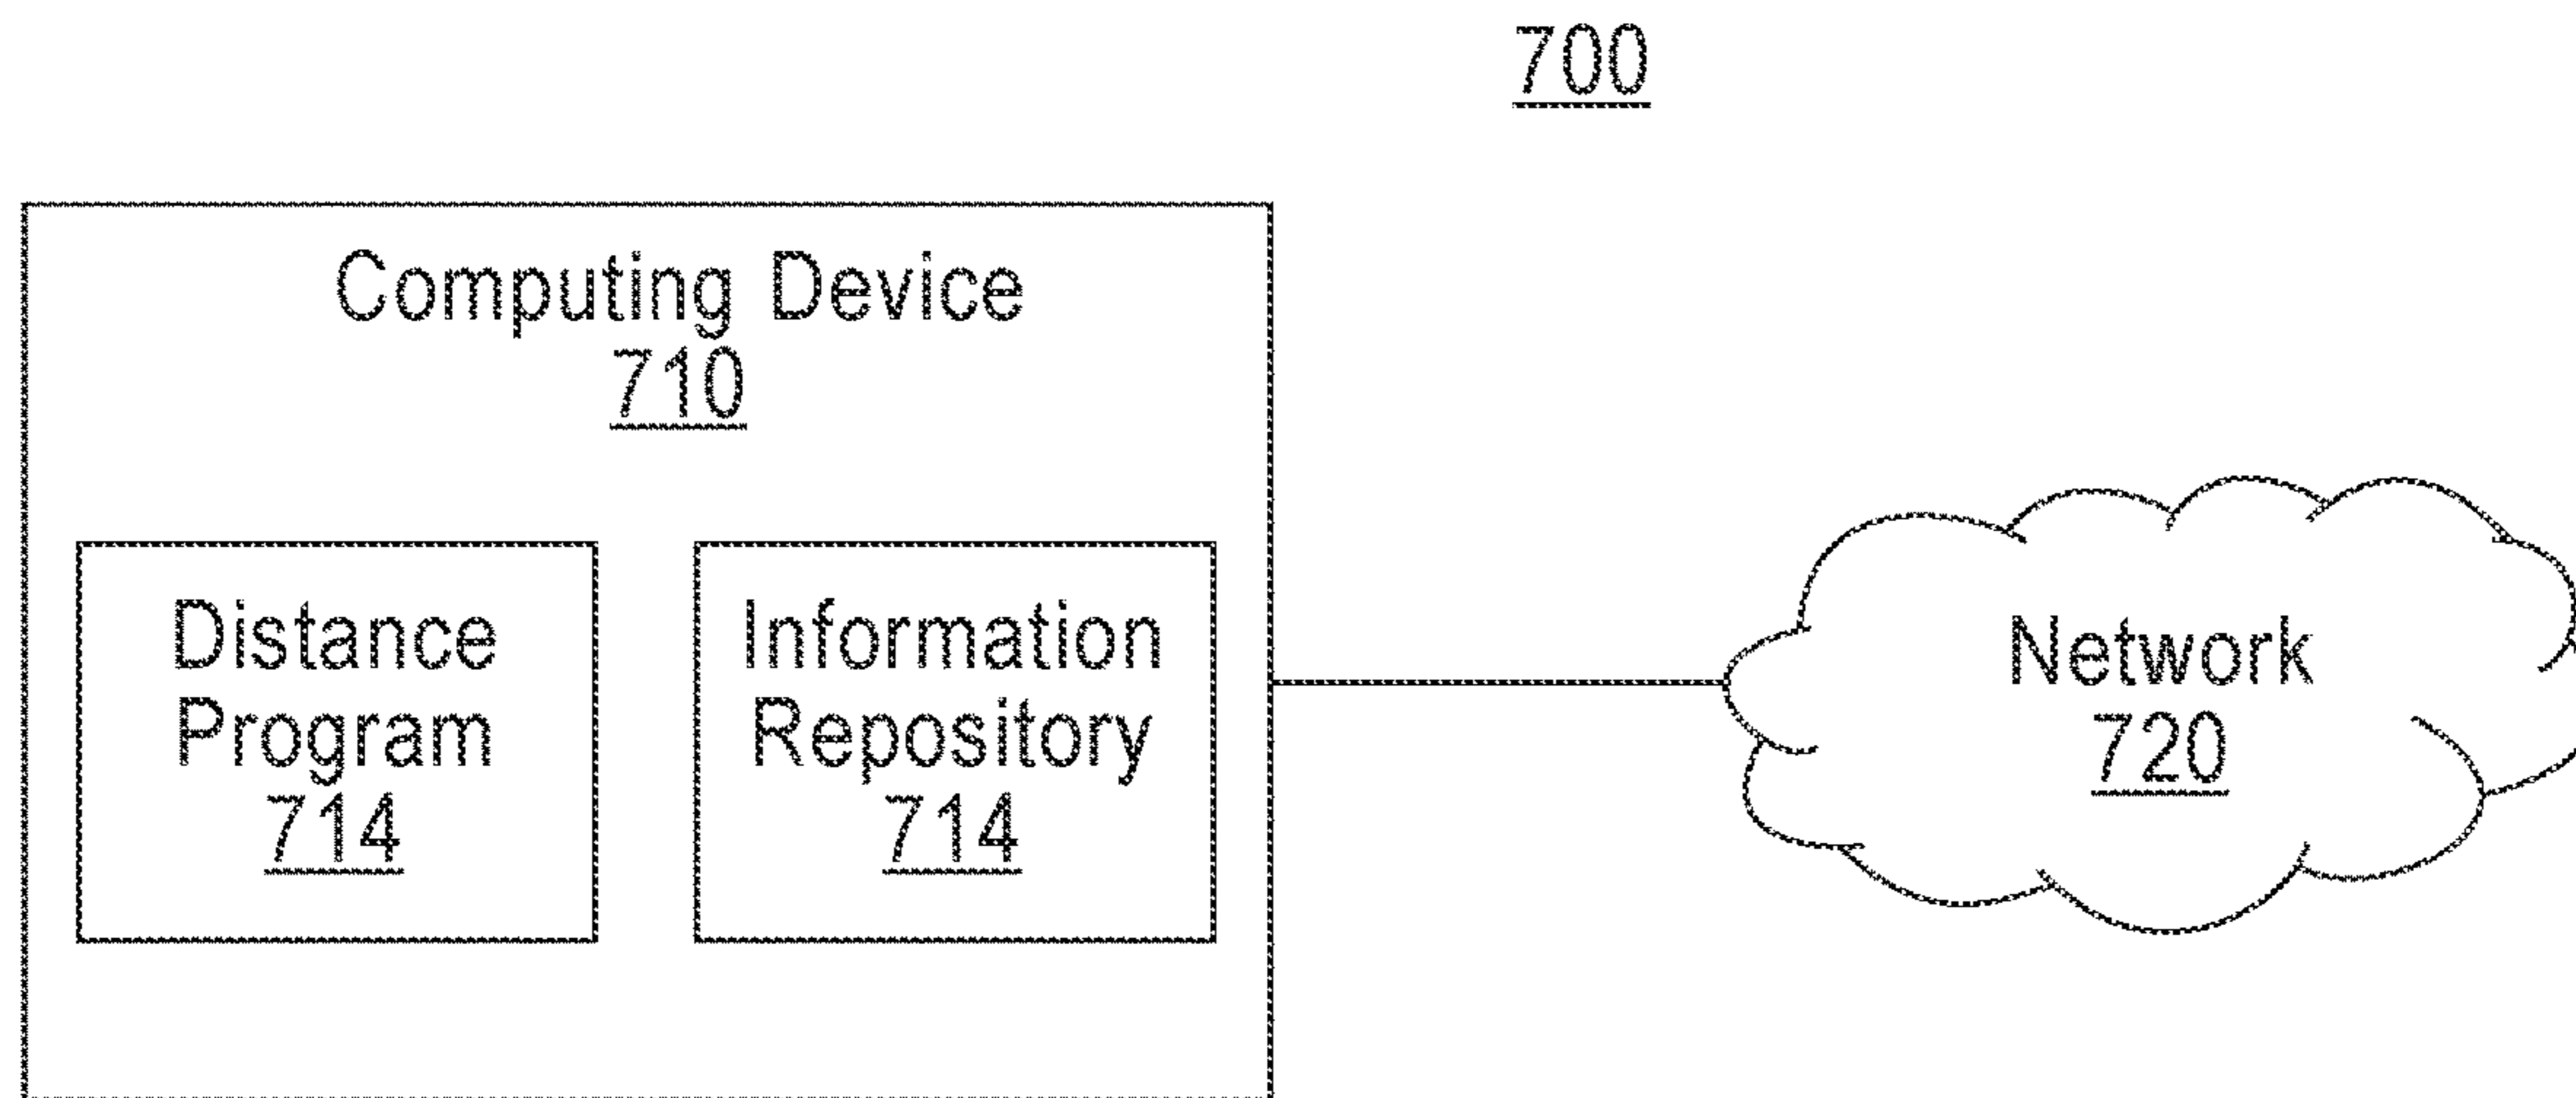 700
Computing Device
710
Distance
Program
714
Information
Repository
714
Network
720